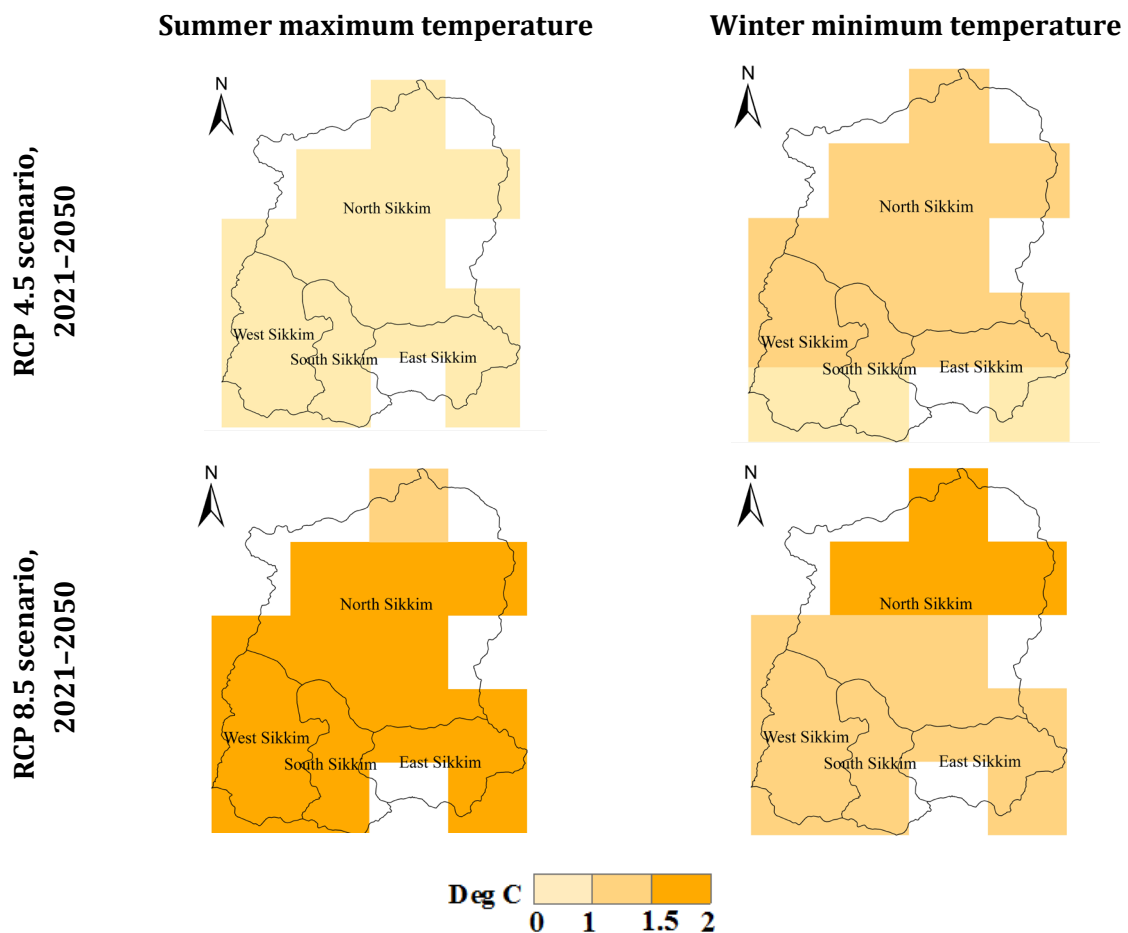 Summer maximum temperature
Winter minimum temperature
RCP 4.5 scenario,
2021–2050
N
North Sikkim
West Sikkim
South Sikkim
East Sikkim
N
North Sikkim
West Sikkim
South Sikkim
East Sikkim
RCP 8.5 scenario,
2021–2050
N
North Sikkim
West Sikkim
South Sikkim
East Sikkim
N
North Sikkim
West Sikkim
South Sikkim
East Sikkim
Deg C
0 1 1.5 2